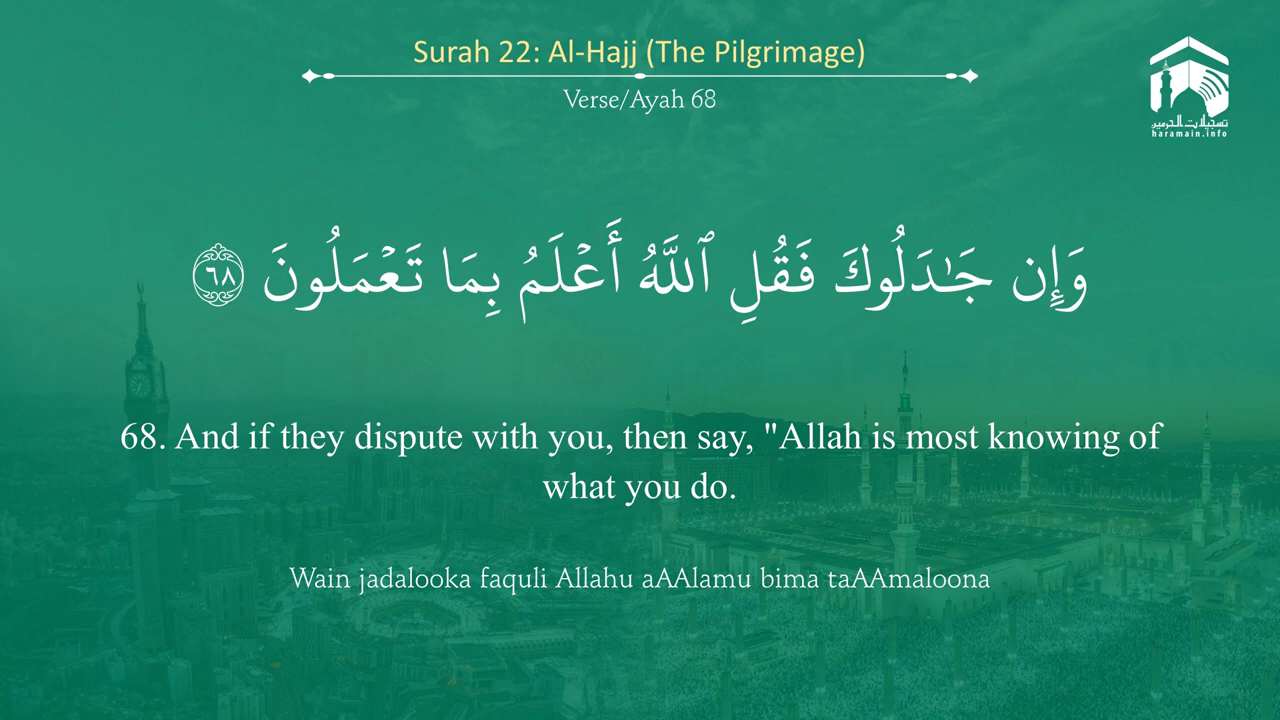 Surah 22: Al-Hajj (The Pilgrimage)
Verse/Ayah 68
تسجيلات الحرمين
haramain.info
وَإِن جَـٰدَلُوكَ فَقُلِ ٱللَّهُ أَعْلَمُ بِمَا تَعْمَلُونَ ٦٨
68. And if they dispute with you, then say, "Allah is most knowing of
what you do.
Wain jadalooka faquli Allahu aAAlamu bima taAAmaloona